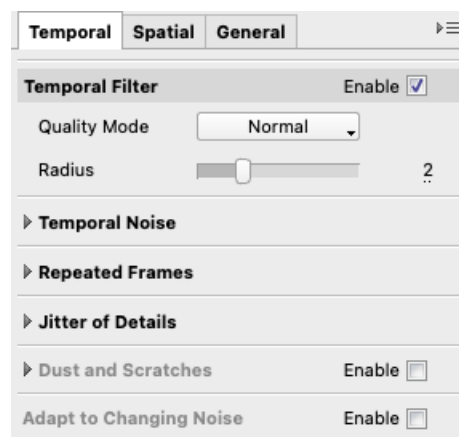 Temporal Spatial General
Temporal Filter Enable
Quality Mode Normal
Radius 2
Temporal Noise
Repeated Frames
Jitter of Details
Dust and Scratches Enable
Adapt to Changing Noise Enable